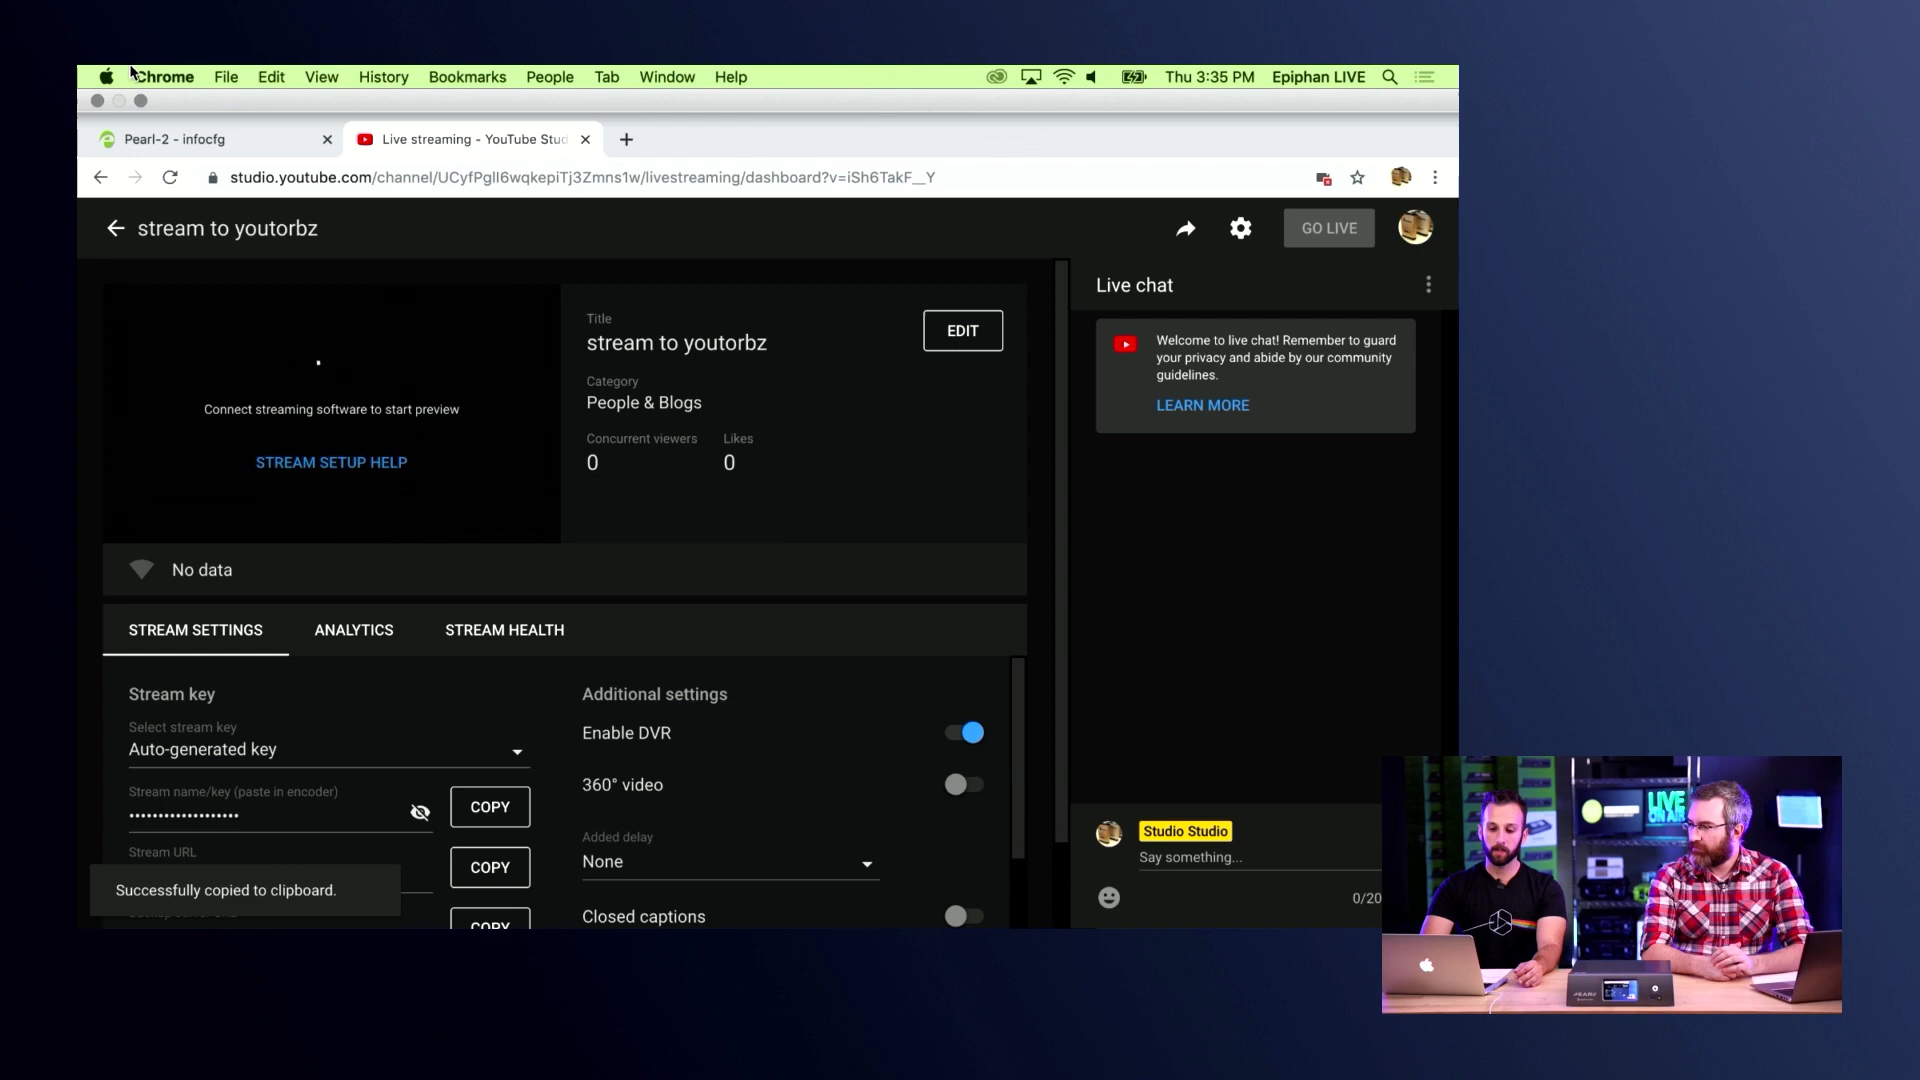 Chrome File Edit View History Bookmarks People Tab Window Help Thu 3:35 PM Epiphan LIVE
Pearl-2 - infocfg
Live streaming - YouTube Stud
studio.youtube.com/channel/UCyfPglI6wqkepiTj3Zmns1w/livestreaming/dashboard?v=iSh6TakF__Y
stream to youtorbz
GO LIVE
Connect streaming software to start preview
STREAM SETUP HELP
Title
stream to youtorbz
EDIT
Category
People & Blogs
Concurrent viewers Likes
0 0
Live chat
Welcome to live chat! Remember to guard
your privacy and abide by our community
guidelines.
LEARN MORE
No data
STREAM SETTINGS ANALYTICS STREAM HEALTH
Stream key
Select stream key
Auto-generated key
Stream name/key (paste in encoder)
•••••••••••••••••••
COPY
Stream URL
COPY
Successfully copied to clipboard.
COPY
Additional settings
Enable DVR
360° video
Added delay
None
Closed captions
Studio Studio
Say something...
0/20
LIVE
ON AIR
PEARL